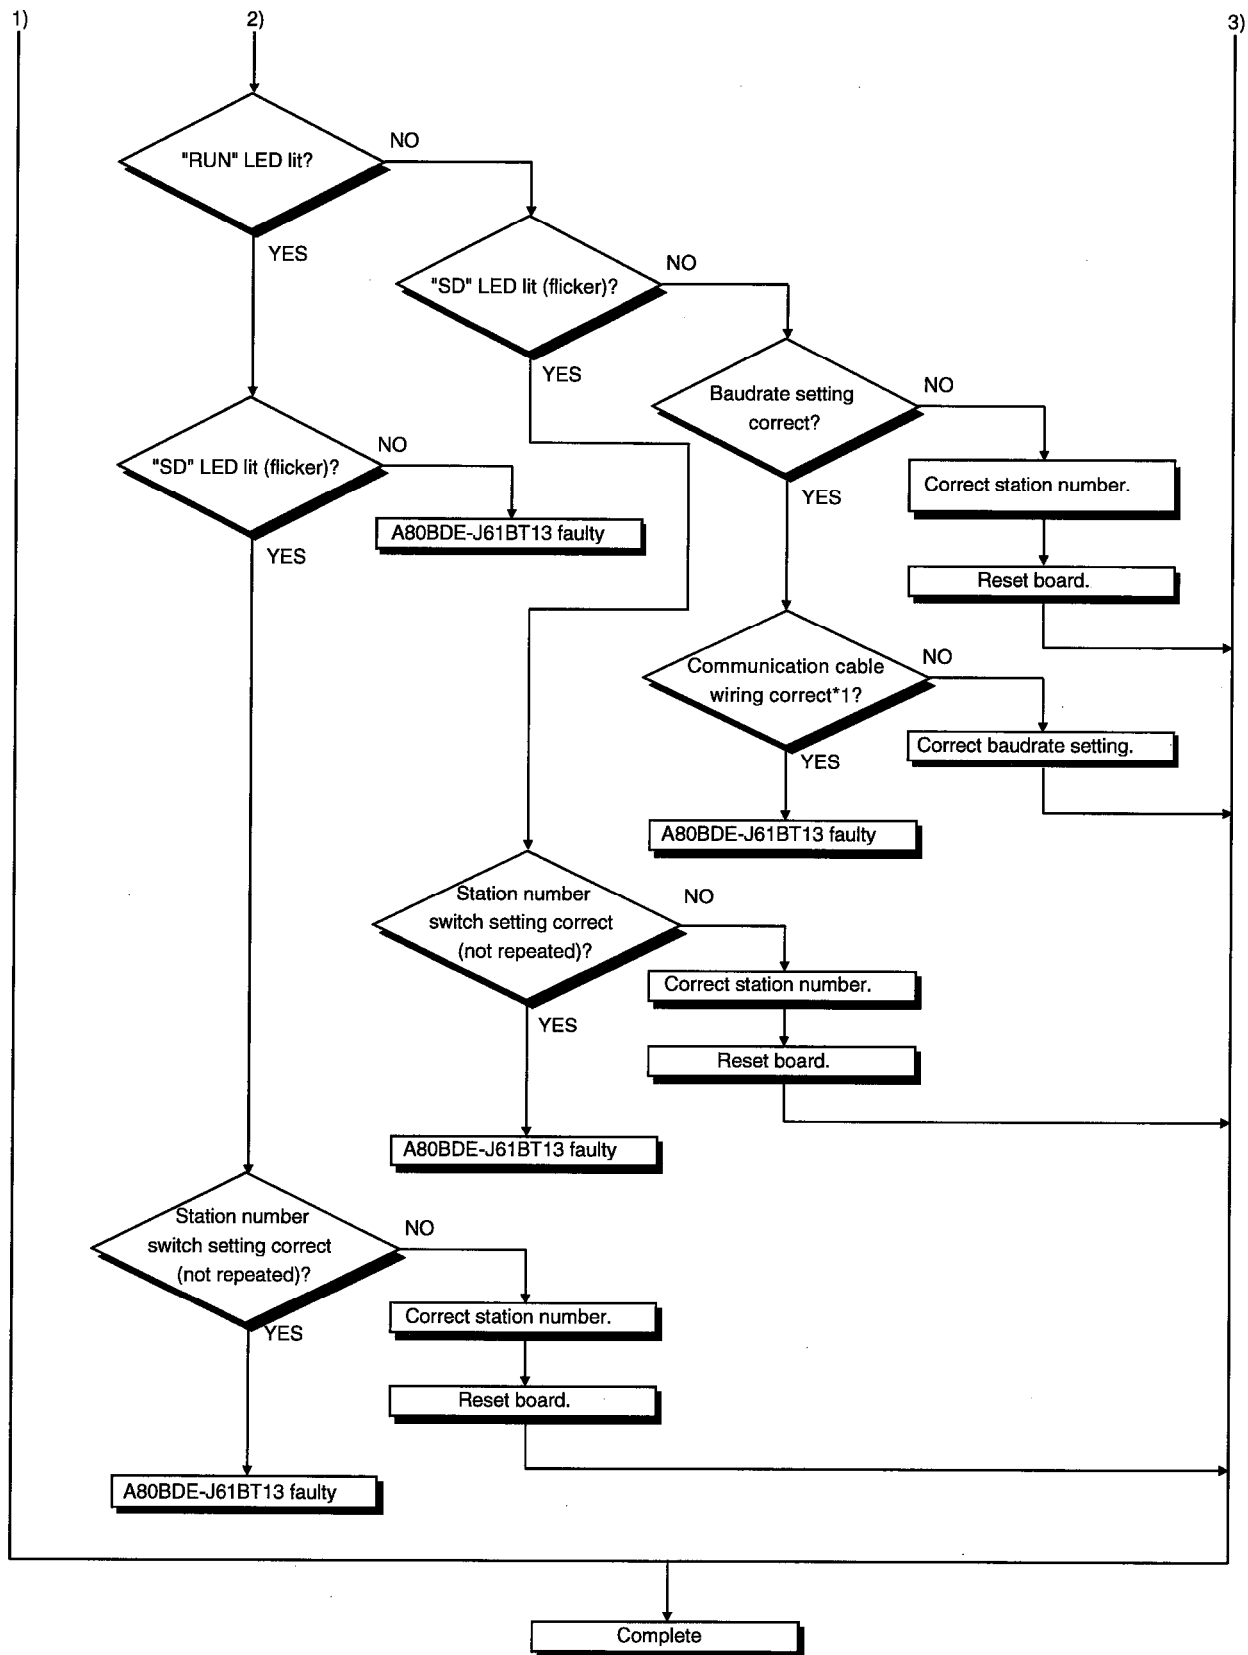 1)
2)
3)
"RUN" LED lit?
NO
YES
"SD" LED lit (flicker)?
NO
YES
Baudrate setting
correct?
NO
YES
"SD" LED lit (flicker)?
NO
YES
A80BDE-J61BT13 faulty
Correct station number.
Reset board.
Communication cable
wiring correct*1?
NO
YES
Correct baudrate setting.
A80BDE-J61BT13 faulty
Station number
switch setting correct
(not repeated)?
NO
YES
Correct station number.
Reset board.
A80BDE-J61BT13 faulty
Station number
switch setting correct
(not repeated)?
NO
YES
Correct station number.
Reset board.
A80BDE-J61BT13 faulty
Complete